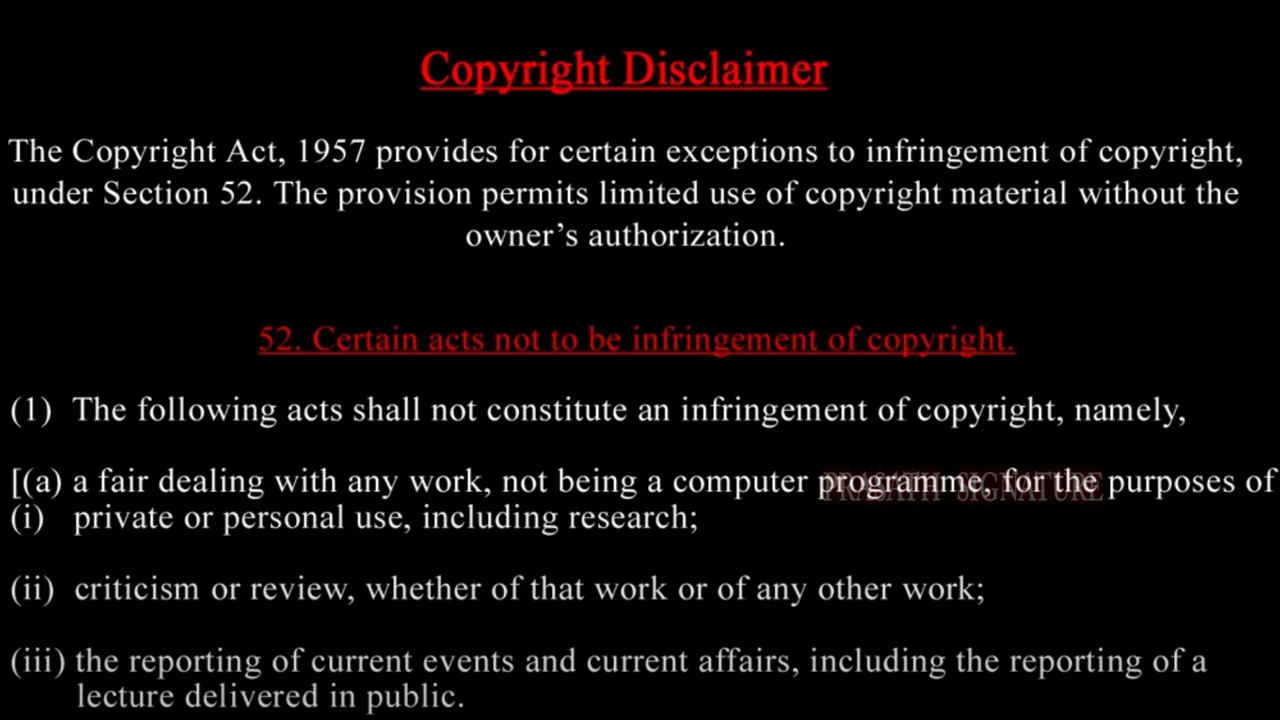 Copyright Disclaimer
The Copyright Act, 1957 provides for certain exceptions to infringement of copyright,
under Section 52. The provision permits limited use of copyright material without the
owner’s authorization.
52. Certain acts not to be infringement of copyright.
(1) The following acts shall not constitute an infringement of copyright, namely,
[(a) a fair dealing with any work, not being a computer programme, for the purposes of
PRASATH SIGNATURE
(i) private or personal use, including research;
(ii) criticism or review, whether of that work or of any other work;
(iii) the reporting of current events and current affairs, including the reporting of a
lecture delivered in public.